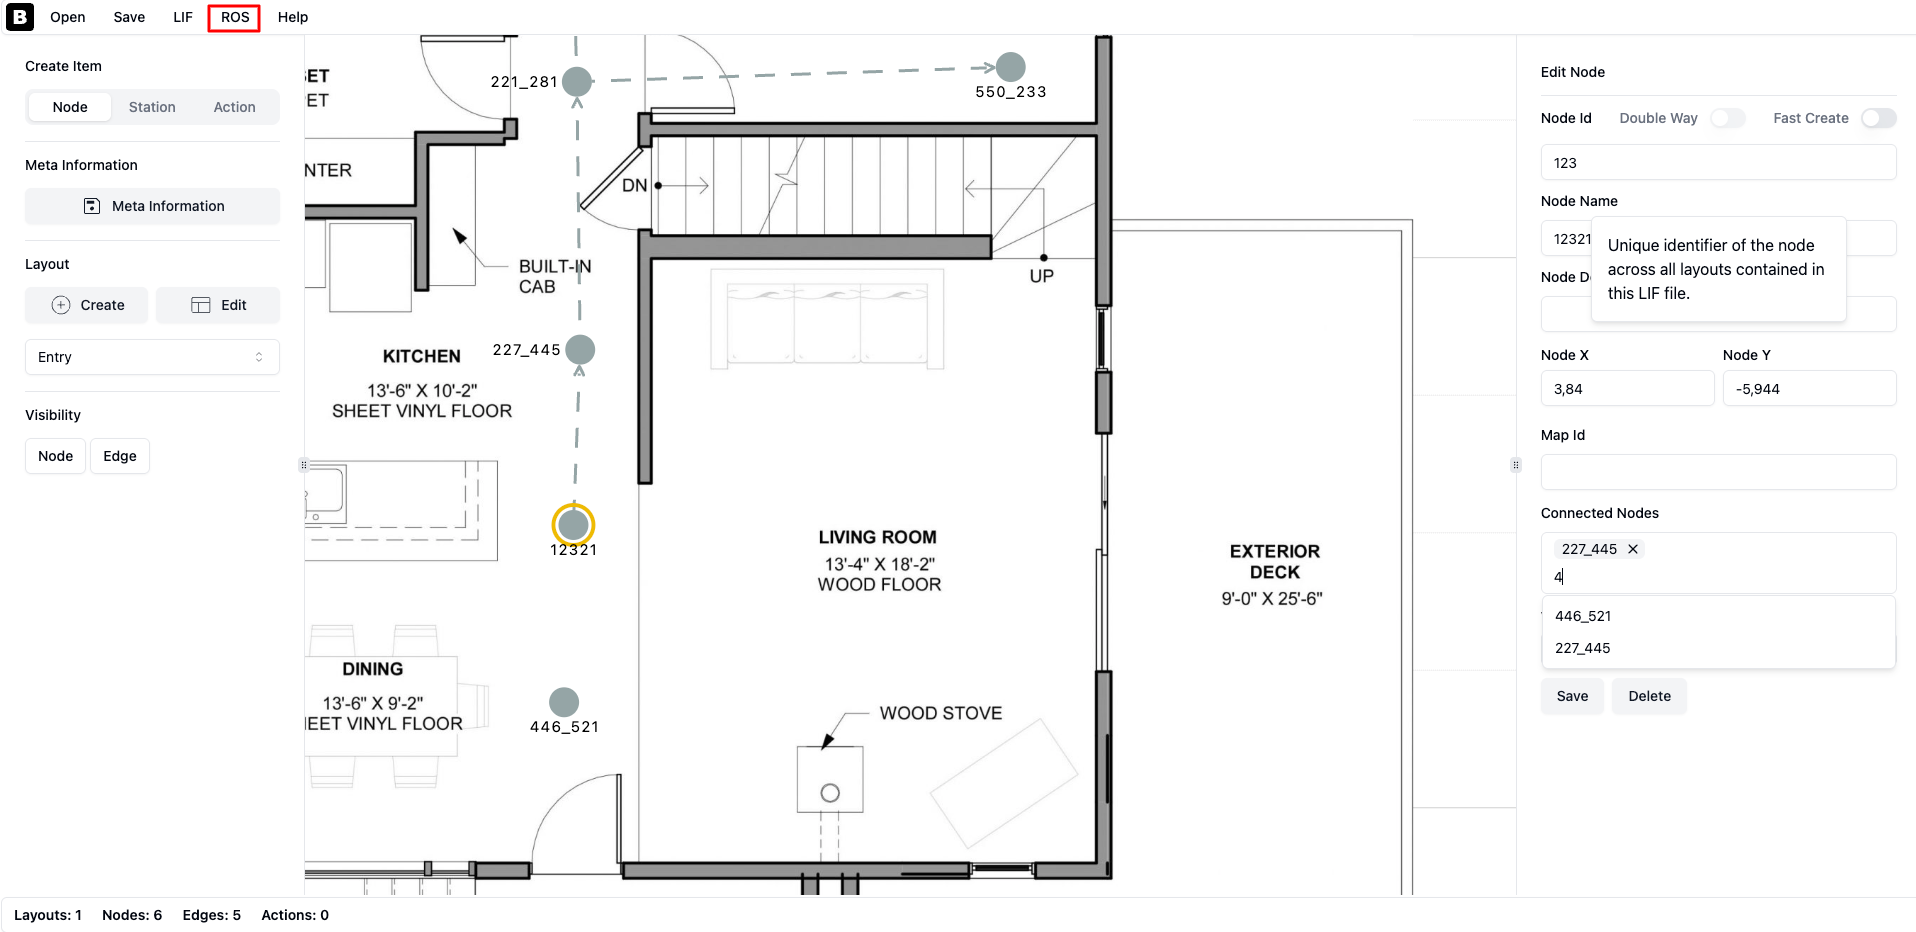 B Open Save LIF ROS Help
Create Item
Node Station Action
Meta Information
Meta Information
Layout
Create Edit
Entry
Visibility
Node Edge
ET
ET
NTER
221_281
550_233
DN
UP
BUILT-IN
CAB
227_445
KITCHEN
13'-6" X 10'-2"
SHEET VINYL FLOOR
12321
LIVING ROOM
13'-4" X 18'-2"
WOOD FLOOR
EXTERIOR
DECK
9'-0" X 25'-6"
DINING
13'-6" X 9'-2"
EET VINYL FLOOR
446_521
WOOD STOVE
Edit Node
Node Id Double Way Fast Create
123
Node Name
12321
Unique identifier of the node
across all layouts contained in
this LIF file.
Node D
Node X Node Y
3,84 -5,944
Map Id
Connected Nodes
227_445
4
446_521
227_445
Save Delete
Layouts: 1 Nodes: 6 Edges: 5 Actions: 0